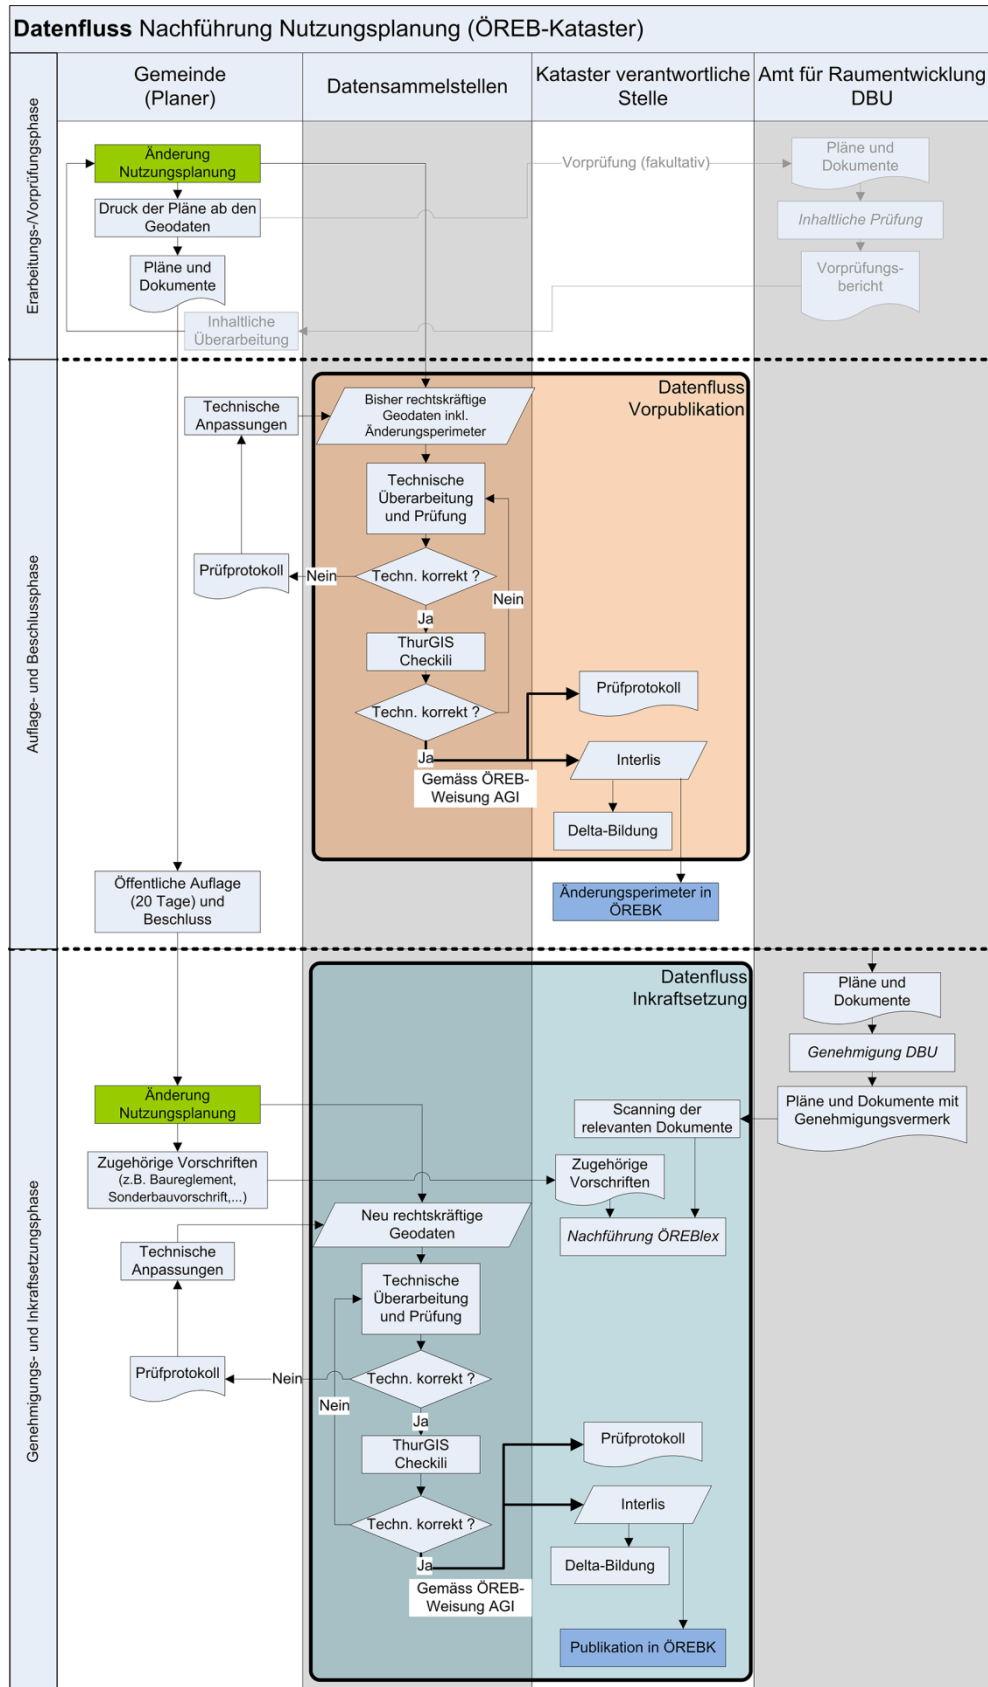 Datenfluss Nachführung Nutzungsplanung (ÖREB-Kataster)
Gemeinde
(Planer)
Datensammelstellen
Kataster verantwortliche
Stelle
Amt für Raumentwicklung
DBU
Erarbeitungs-/Vorprüfungsphase
Änderung
Nutzungsplanung
Druck der Pläne ab den
Geodaten
Pläne und
Dokumente
Inhaltliche
Überarbeitung
Vorprüfung (fakultativ)
Pläne und
Dokumente
Inhaltliche Prüfung
Vorprüfungs-
bericht
Auflage- und Beschlussphase
Datenfluss
Vorpublikation
Technische
Anpassungen
Bisher rechtskräftige
Geodaten inkl.
Änderungsperimeter
Technische
Überarbeitung
und Prüfung
Prüfprotokoll
Nein
Techn. korrekt ?
Nein
Ja
ThurGIS
Checkili
Techn. korrekt ?
Ja
Gemäss ÖREB-
Weisung AGI
Prüfprotokoll
Interlis
Delta-Bildung
Öffentliche Auflage
(20 Tage) und
Beschluss
Änderungsperimeter in
ÖREBK
Genehmigungs- und Inkraftsetzungsphase
Datenfluss
Inkraftsetzung
Pläne und
Dokumente
Genehmigung DBU
Pläne und Dokumente mit
Genehmigungsvermerk
Änderung
Nutzungsplanung
Scanning der
relevanten Dokumente
Zugehörige Vorschriften
(z.B. Baureglement,
Sonderbauvorschrift,...)
Zugehörige
Vorschriften
Nachführung ÖREBlex
Neu rechtskräftige
Geodaten
Technische
Anpassungen
Technische
Überarbeitung
und Prüfung
Prüfprotokoll
Nein
Techn. korrekt ?
Nein
Ja
ThurGIS
Checkili
Techn. korrekt ?
Ja
Gemäss ÖREB-
Weisung AGI
Prüfprotokoll
Interlis
Delta-Bildung
Publikation in ÖREBK